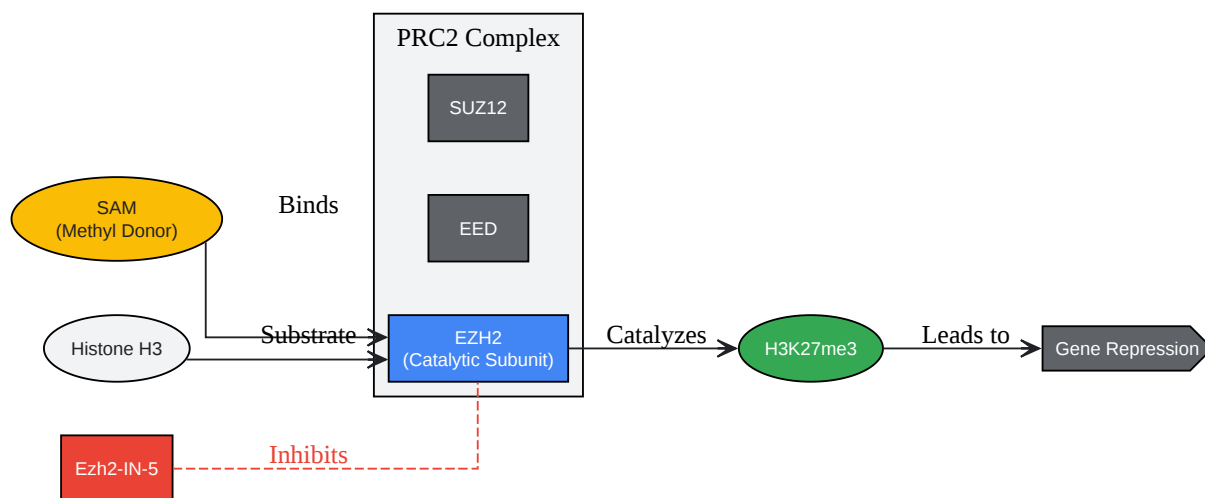 PRC2 Complex
SUZ12
SAM
(Methyl Donor)
Binds
EED
Histone H3
Substrate
EZH2
(Catalytic Subunit)
Catalyzes
H3K27me3
Leads to
Gene Repression
Ezh2-IN-5
Inhibits